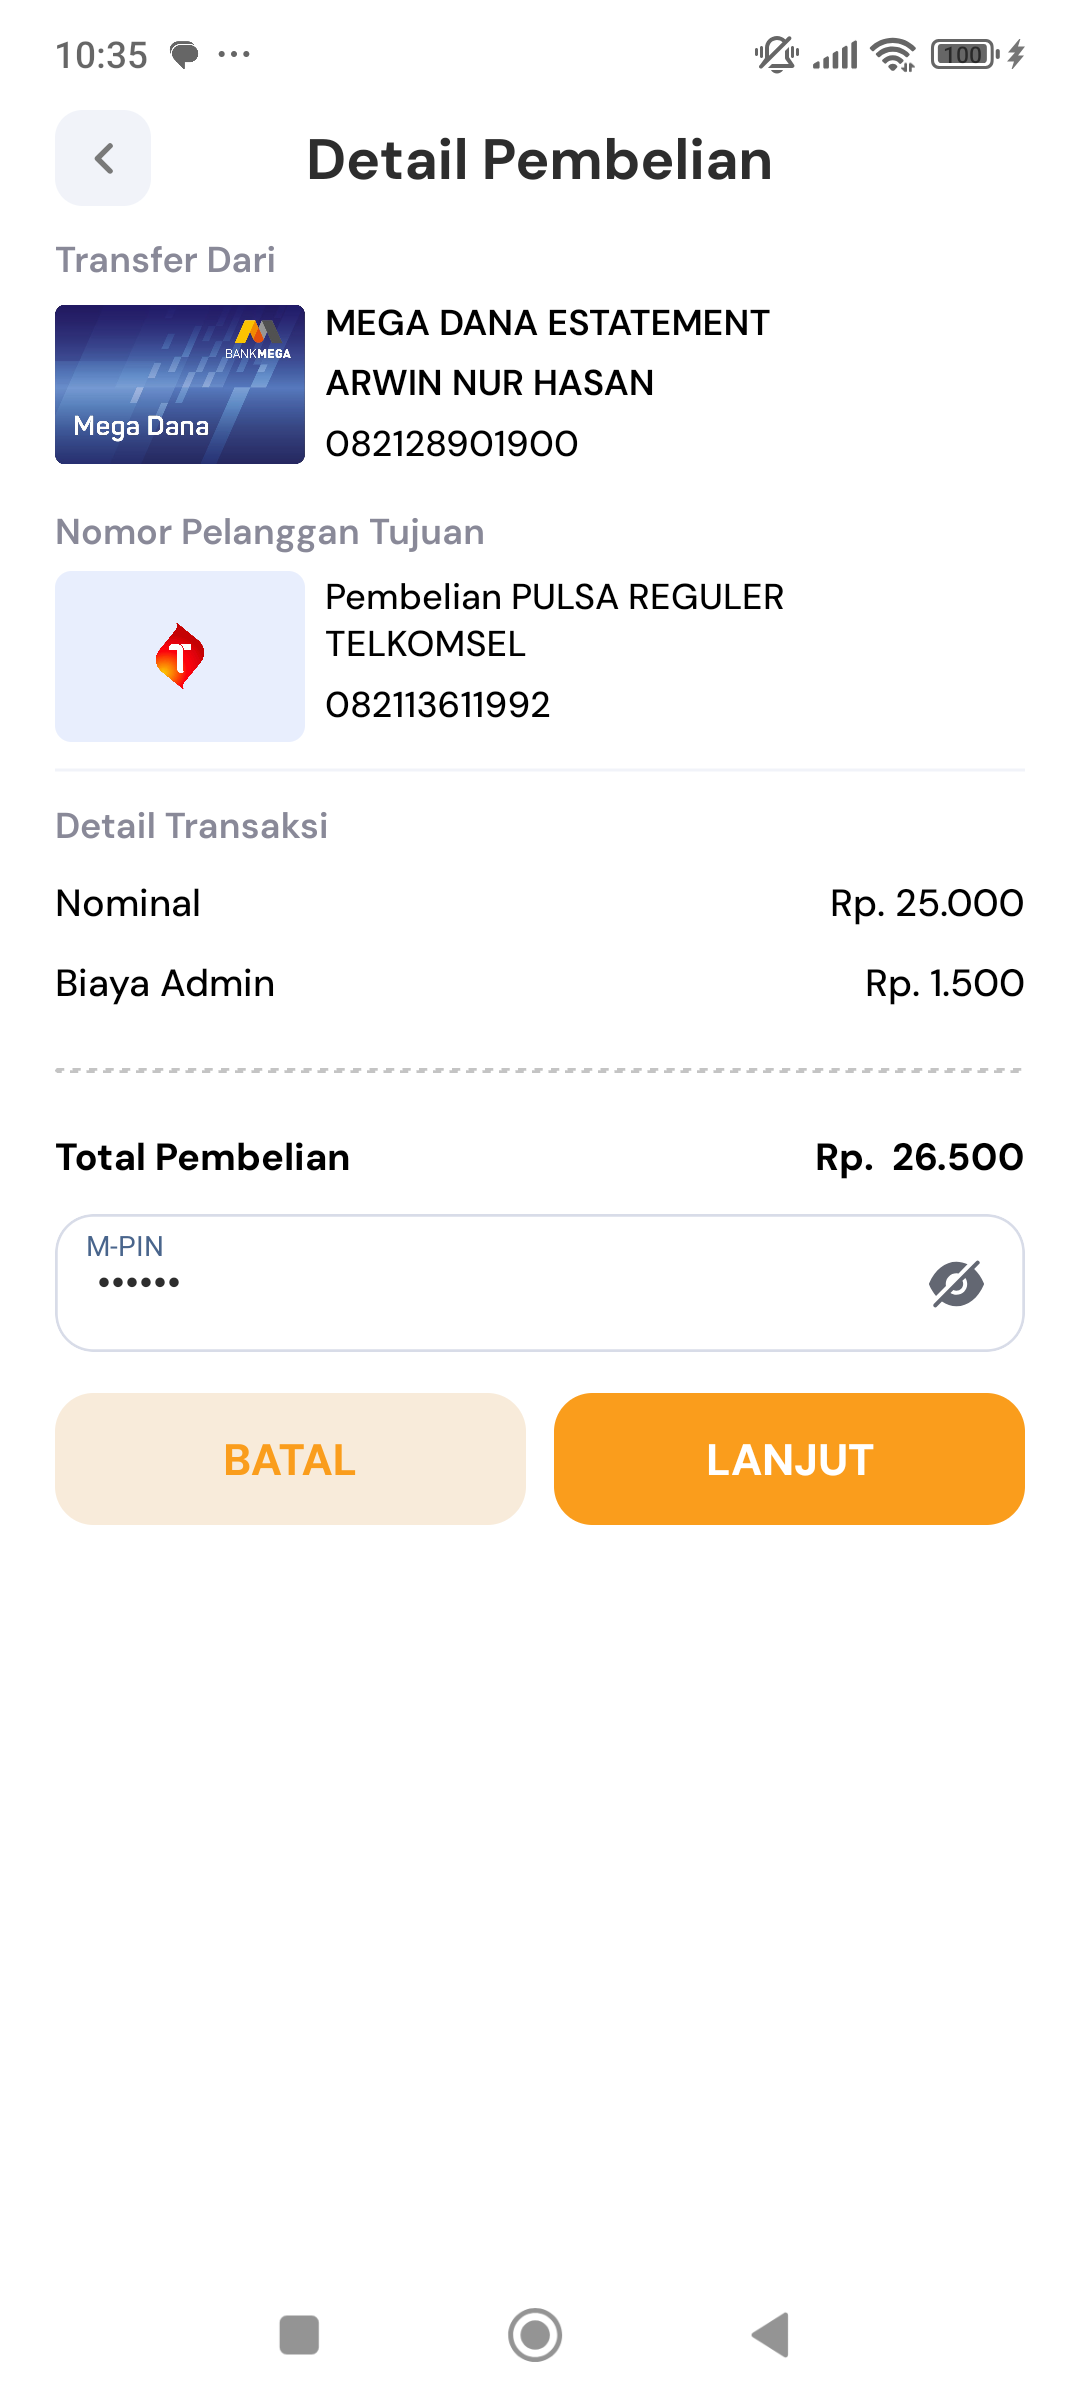 10:35
100
Detail Pembelian
Transfer Dari
BANKMEGA
Mega Dana
MEGA DANA ESTATEMENT
ARWIN NUR HASAN
082128901900
Nomor Pelanggan Tujuan
T
Pembelian PULSA REGULER
TELKOMSEL
082113611992
Detail Transaksi
Nominal Rp. 25.000
Biaya Admin Rp. 1.500
Total Pembelian Rp. 26.500
M-PIN
••••••
BATAL LANJUT